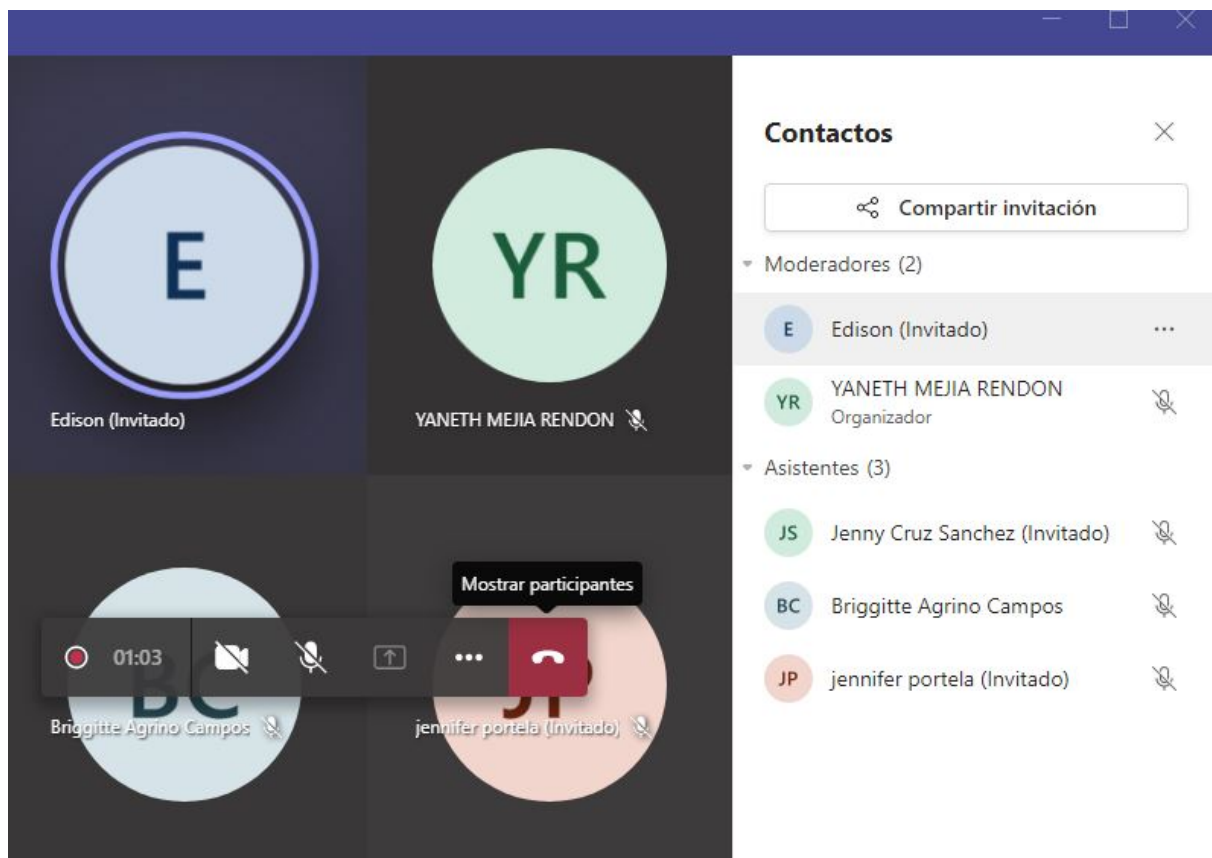 E
Edison (Invitado)
YR
YANETH MEJIA RENDON
BC
Briggitte Agrino Campos
JP
jennifer portela (Invitado)
Mostrar participantes
01:03
Contactos
Compartir invitación
Moderadores (2)
E
Edison (Invitado)
YR
YANETH MEJIA RENDON
Organizador
Asistentes (3)
JS
Jenny Cruz Sanchez (Invitado)
BC
Briggitte Agrino Campos
JP
jennifer portela (Invitado)